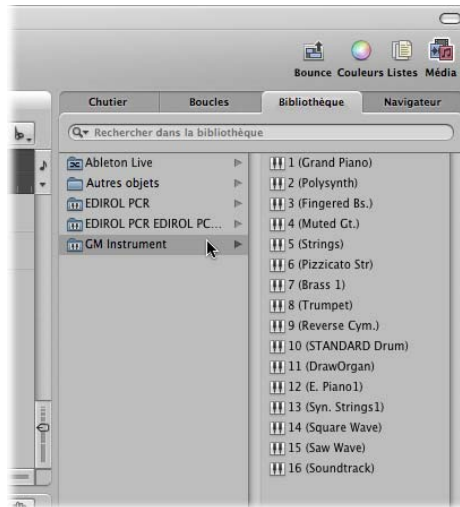 Bounce Couleurs Listes Média
Chutier Boucles Bibliothèque Navigateur
Rechercher dans la bibliothèque
Ableton Live
Autres objets
EDIROL PCR
EDIROL PCR EDIROL PC...
GM Instrument
1 (Grand Piano)
2 (Polysynth)
3 (Fingered Bs.)
4 (Muted Gt.)
5 (Strings)
6 (Pizzicato Str)
7 (Brass 1)
8 (Trumpet)
9 (Reverse Cym.)
10 (STANDARD Drum)
11 (DrawOrgan)
12 (E. Piano1)
13 (Syn. Strings1)
14 (Square Wave)
15 (Saw Wave)
16 (Soundtrack)